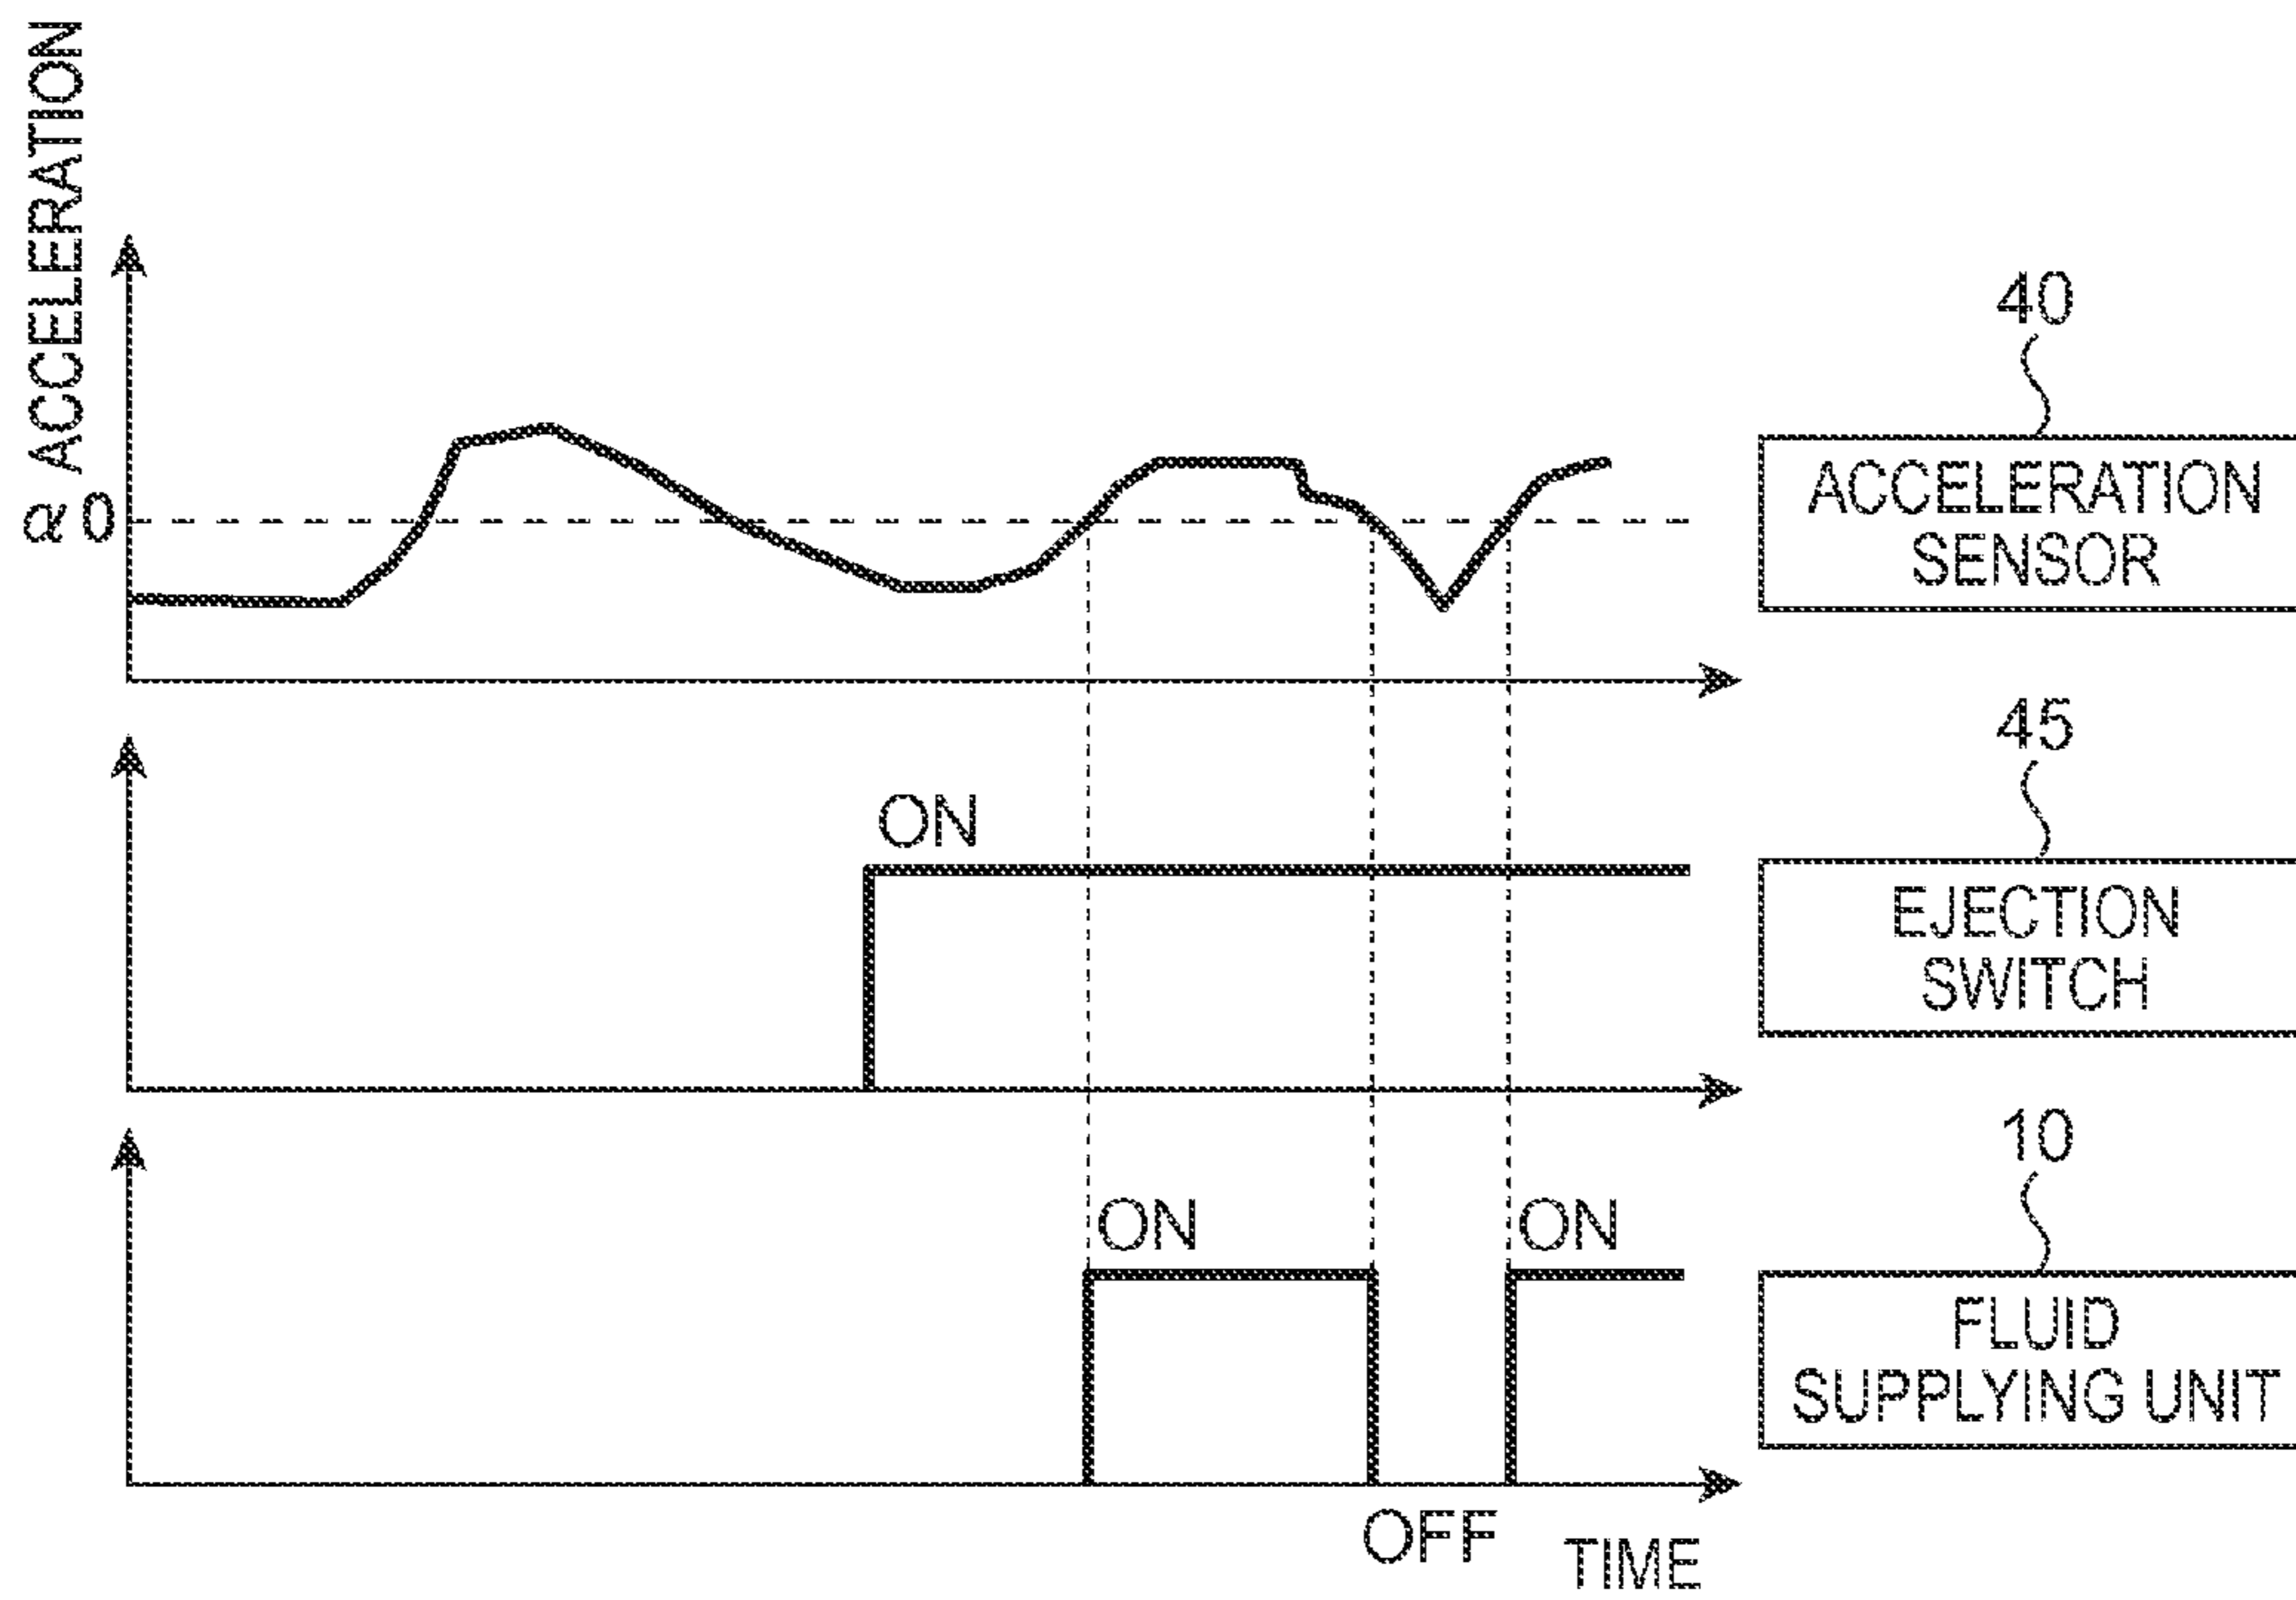 ACCELERATION
α 0
40
ACCELERATION
SENSOR
45
ON
EJECTION
SWITCH
10
ON
ON
FLUID
SUPPLYING UNIT
OFF
TIME